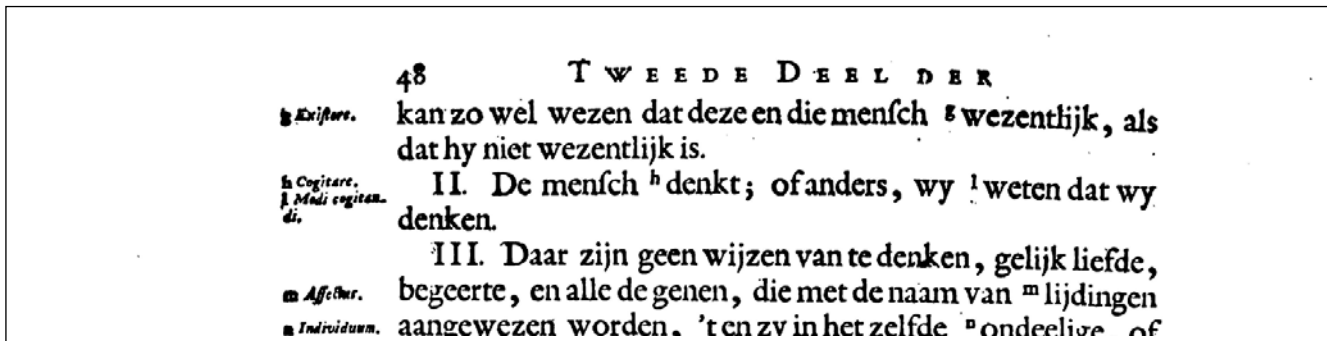 48 TWEEDE DEEL DER
g Exiſtere.
kan zo wel wezen dat deze en die menſch g wezentlijk, als
dat hy niet wezentlijk is.
h Cogitare.
l Modi cogitan-
di.
II. De menſch h denkt; of anders, wy l weten dat wy
denken.
III. Daar zijn geen wijzen van te denken, gelijk liefde,
m Affectus.
begeerte, en alle de genen, die met de naam van m lijdingen
n Individuum.
aangewezen worden, 't en zy in het zelfde n ondeelige of